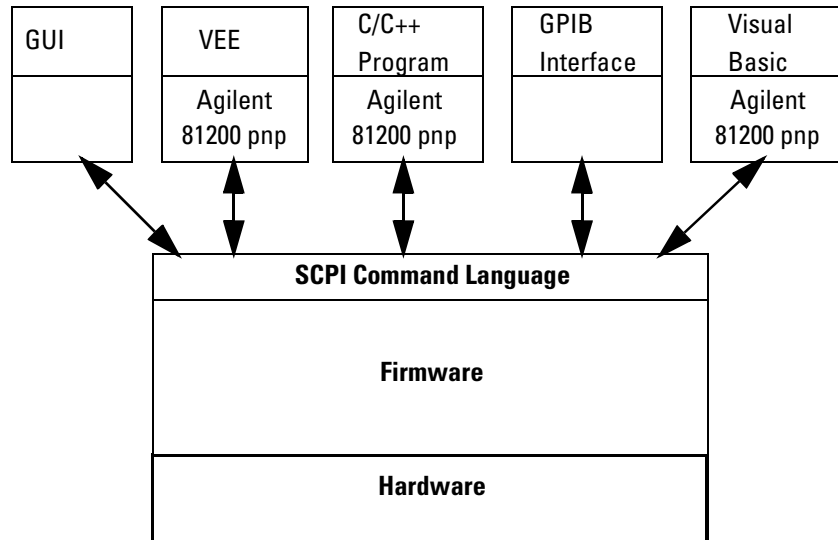 GUI
VEE
Agilent
81200 pnp
C/C++
Program
Agilent
81200 pnp
GPIB
Interface
Visual
Basic
Agilent
81200 pnp
SCPI Command Language
Firmware
Hardware